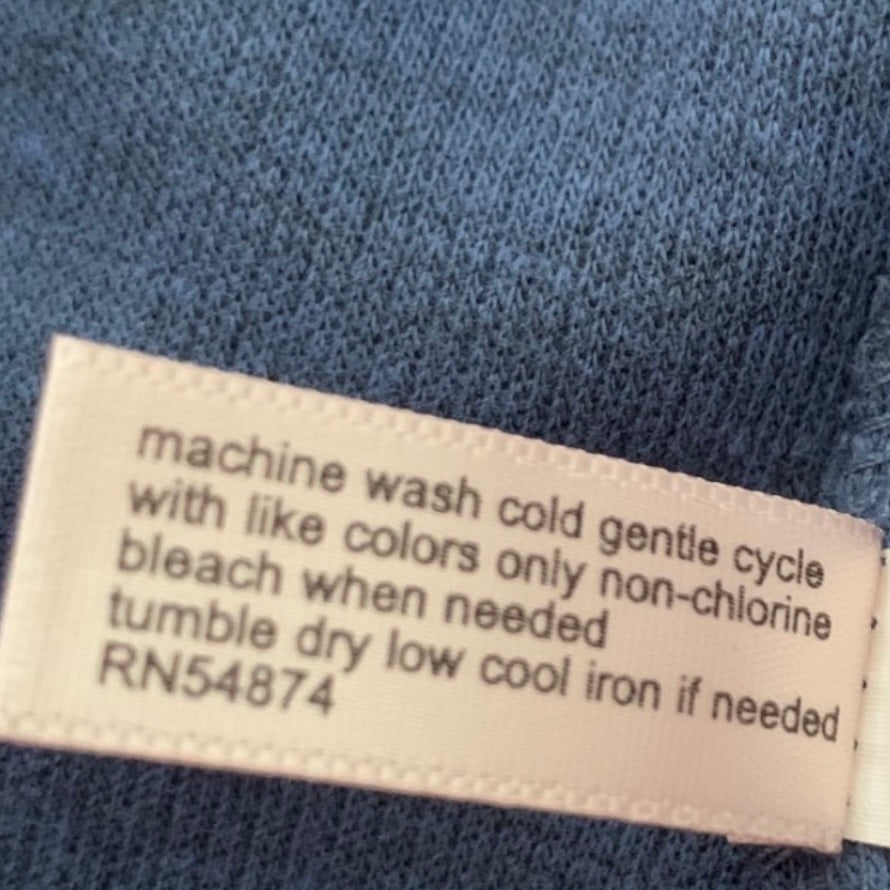 machine wash cold gentle cycle
with like colors only non-chlorine
bleach when needed
tumble dry low cool iron if needed
RN54874